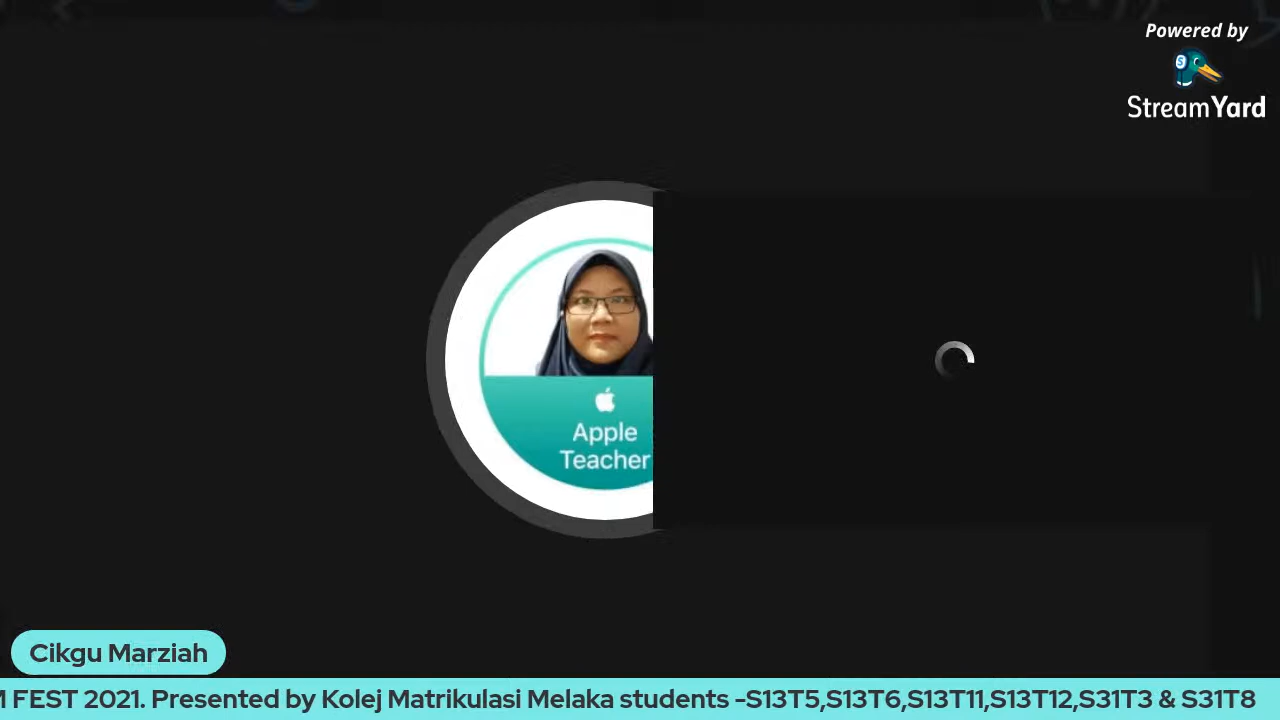 Powered by
StreamYard
Apple
Teacher
Cikgu Marziah
FEST 2021. Presented by Kolej Matrikulasi Melaka students -S13T5,S13T6,S13T11,S13T12,S31T3 & S31T8